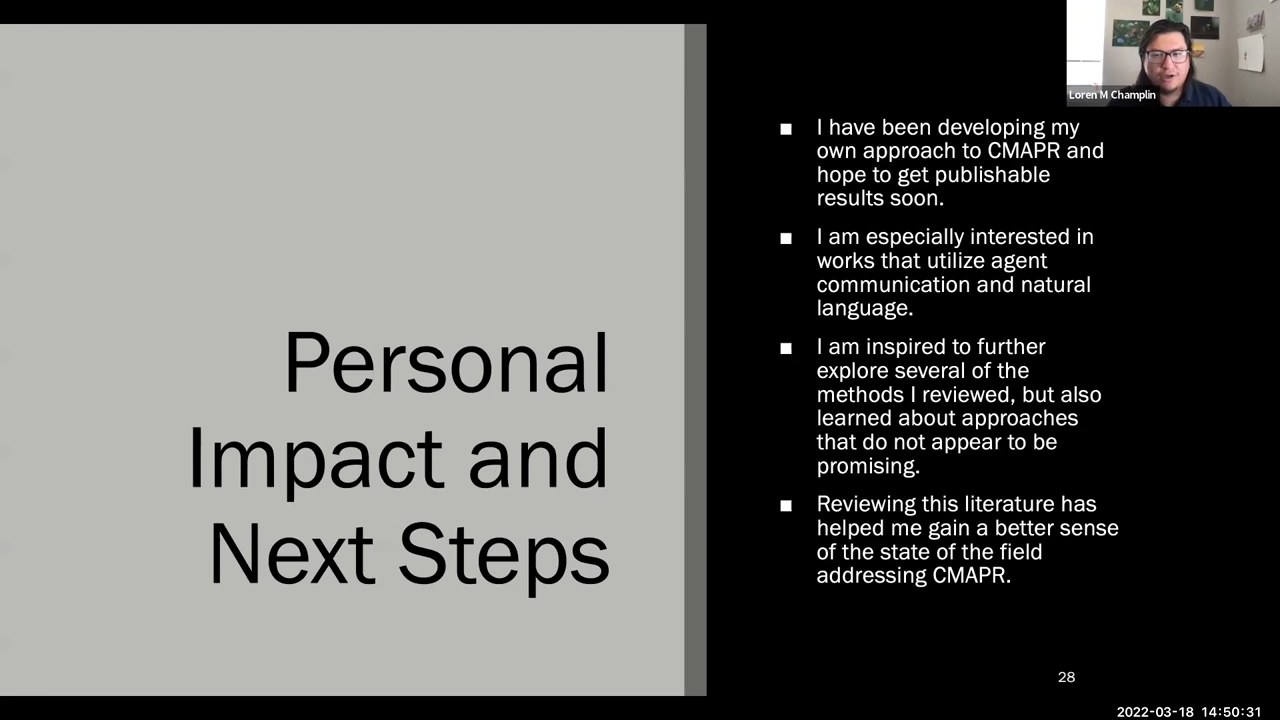 Loren M Champlin
Personal
Impact and
Next Steps
■ I have been developing my
own approach to CMAPR and
hope to get publishable
results soon.
■ I am especially interested in
works that utilize agent
communication and natural
language.
■ I am inspired to further
explore several of the
methods I reviewed, but also
learned about approaches
that do not appear to be
promising.
■ Reviewing this literature has
helped me gain a better sense
of the state of the field
addressing CMAPR.
28
2022-03-18 14:50:31